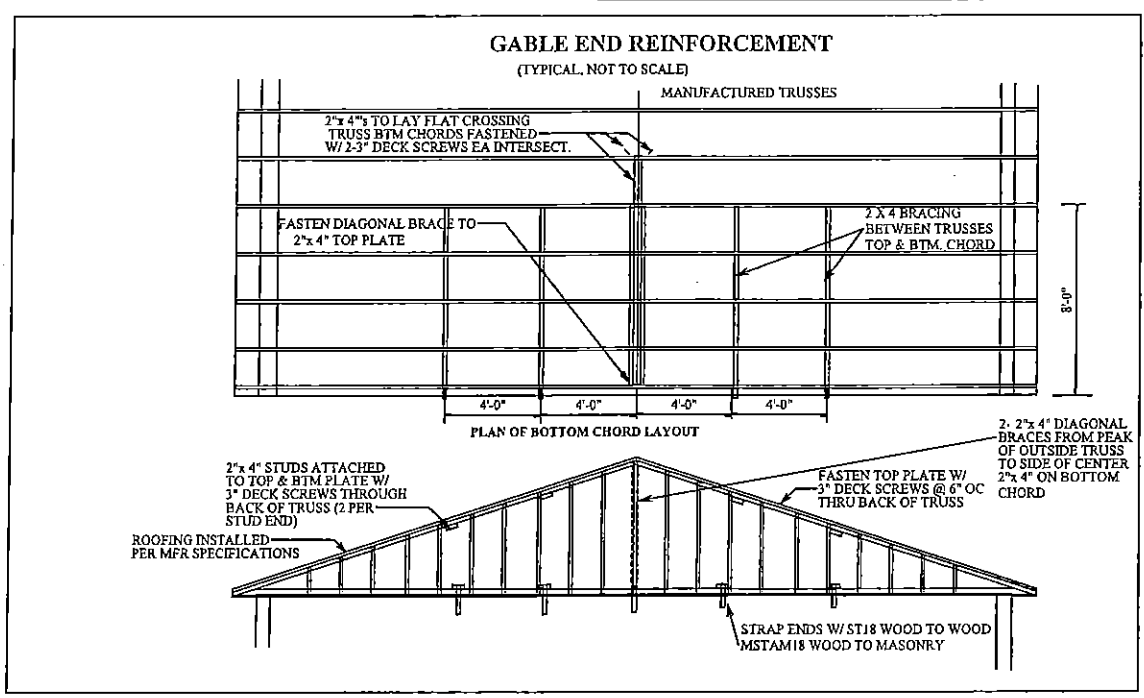 GABLE END REINFORCEMENT
(TYPICAL, NOT TO SCALE)
MANUFACTURED TRUSSES
2"x 4"'s TO LAY FLAT CROSSING
TRUSS BTM CHORDS FASTENED
W/ 2-3" DECK SCREWS EA INTERSECT.
FASTEN DIAGONAL BRACE TO
2"x 4" TOP PLATE
2 X 4 BRACING
BETWEEN TRUSSES
TOP & BTM. CHORD
8'-0"
4'-0"
4'-0"
4'-0"
4'-0"
PLAN OF BOTTOM CHORD LAYOUT
2- 2"x 4" DIAGONAL
BRACES FROM PEAK
OF OUTSIDE TRUSS
TO SIDE OF CENTER
2"x 4" ON BOTTOM
CHORD
2"x 4" STUDS ATTACHED
TO TOP & BTM PLATE W/
3" DECK SCREWS THROUGH
BACK OF TRUSS (2 PER
STUD END)
FASTEN TOP PLATE W/
3" DECK SCREWS @ 6" OC
THRU BACK OF TRUSS
ROOFING INSTALLED
PER MFR SPECIFICATIONS
STRAP ENDS W/ ST18 WOOD TO WOOD
MSTAM18 WOOD TO MASONRY